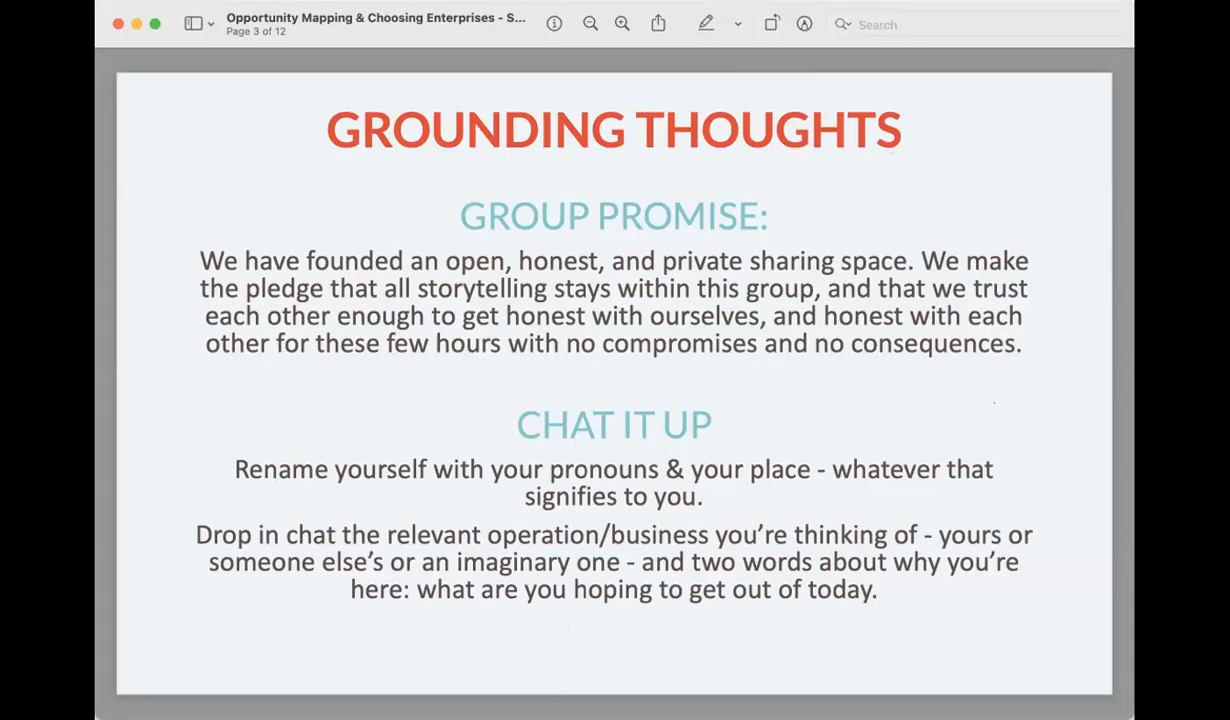 Opportunity Mapping & Choosing Enterprises - S...
Page 3 of 12
Search
GROUNDING THOUGHTS
GROUP PROMISE:
We have founded an open, honest, and private sharing space. We make
the pledge that all storytelling stays within this group, and that we trust
each other enough to get honest with ourselves, and honest with each
other for these few hours with no compromises and no consequences.
CHAT IT UP
Rename yourself with your pronouns & your place - whatever that
signifies to you.
Drop in chat the relevant operation/business you’re thinking of - yours or
someone else’s or an imaginary one - and two words about why you’re
here: what are you hoping to get out of today.